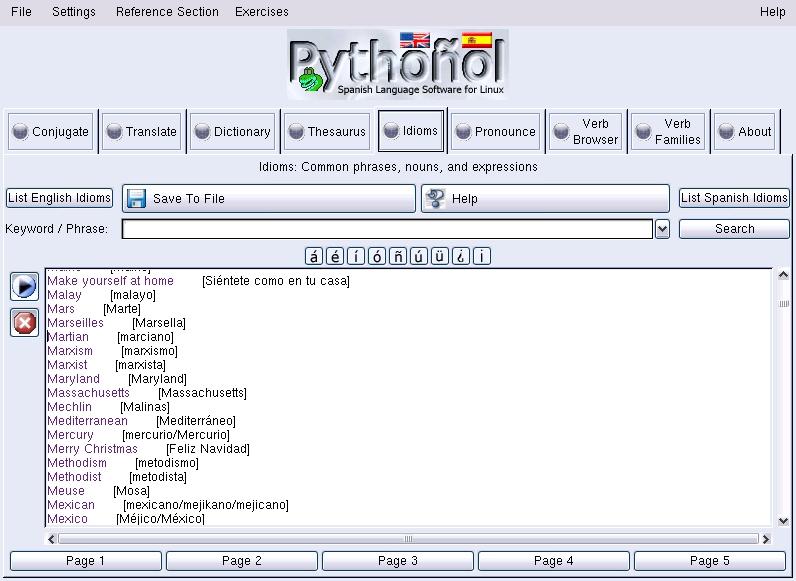 File Settings Reference Section Exercises Help
Pythoñol
Spanish Language Software for Linux
Conjugate Translate Dictionary Thesaurus Idioms Pronounce Verb Browser Verb Families About
Idioms: Common phrases, nouns, and expressions
List English Idioms Save To File Help List Spanish Idioms
Keyword / Phrase: Search
á é í ó ñ ú ü ¿ ¡
Make yourself at home [Siéntete como en tu casa]
Malay [malayo]
Mars [Marte]
Marseilles [Marsella]
Martian [marciano]
Marxism [marxismo]
Marxist [marxista]
Maryland [Maryland]
Massachusetts [Massachusetts]
Mechlin [Malinas]
Mediterranean [Mediterráneo]
Mercury [mercurio/Mercurio]
Merry Christmas [Feliz Navidad]
Methodism [metodismo]
Methodist [metodista]
Meuse [Mosa]
Mexican [mexicano/mejikano/mejicano]
Mexico [Méjico/México]
Page 1 Page 2 Page 3 Page 4 Page 5